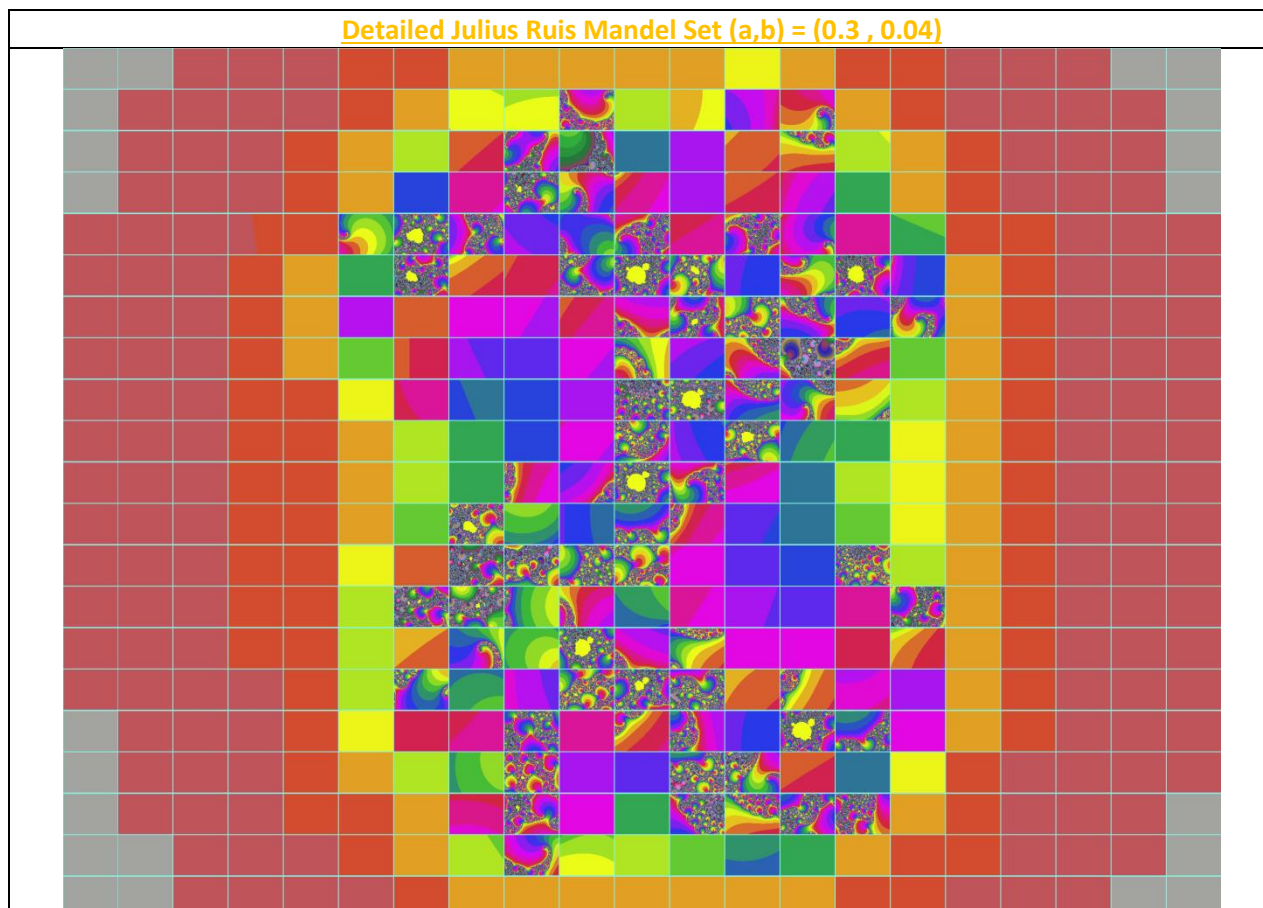 Detailed Julius Ruis Mandel Set (a,b) = (0.3 , 0.04)